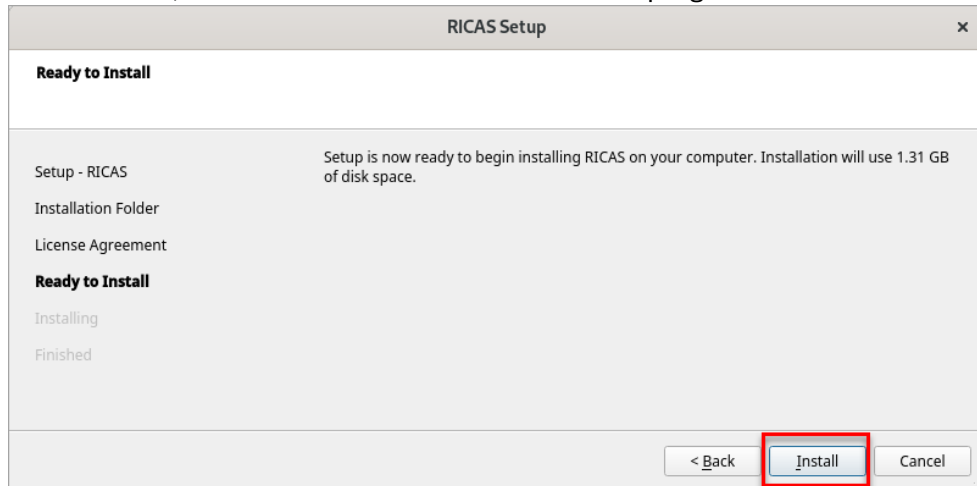 RICAS Setup
×
Ready to Install
Setup - RICAS
Installation Folder
License Agreement
Ready to Install
Installing
Finished
Setup is now ready to begin installing RICAS on your computer. Installation will use 1.31 GB
of disk space.
< Back
Install
Cancel